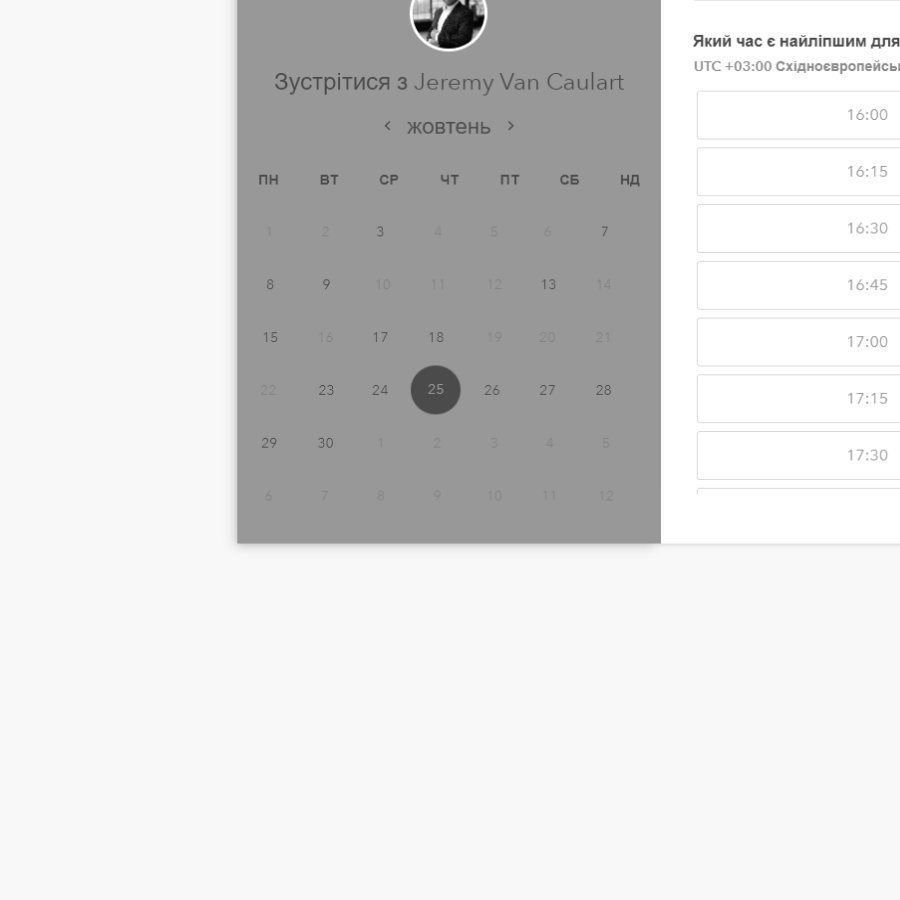 Зустрітися з Jeremy Van Caulart
< жовтень >
ПН ВТ СР ЧТ ПТ СБ НД
1 2 3 4 5 6 7
8 9 10 11 12 13 14
15 16 17 18 19 20 21
22 23 24 25 26 27 28
29 30 1 2 3 4 5
6 7 8 9 10 11 12
Який час є найліпшим для
UTC +03:00 Східноєвропейсь
16:00
16:15
16:30
16:45
17:00
17:15
17:30